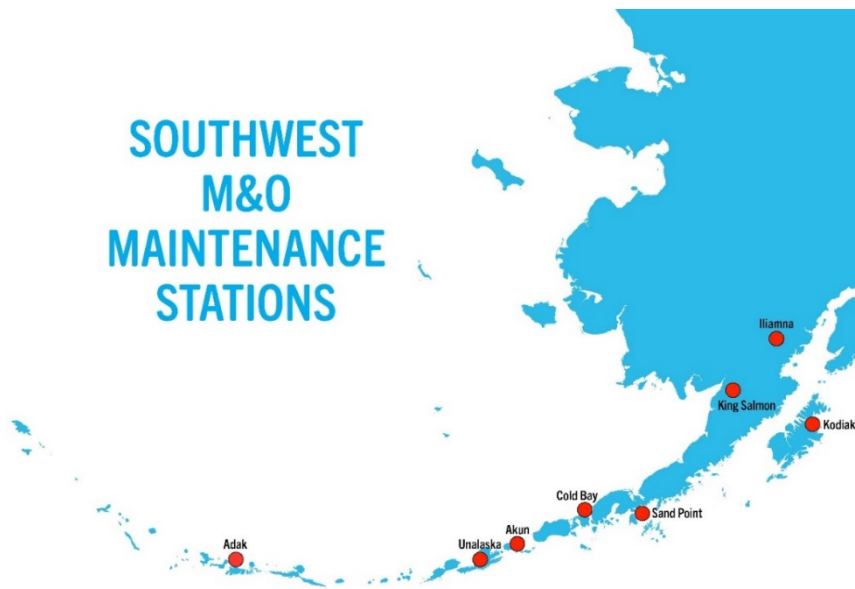 SOUTHWEST
M&O
MAINTENANCE
STATIONS
Iliamna
King Salmon
Kodiak
Cold Bay
Sand Point
Akun
Unalaska
Adak